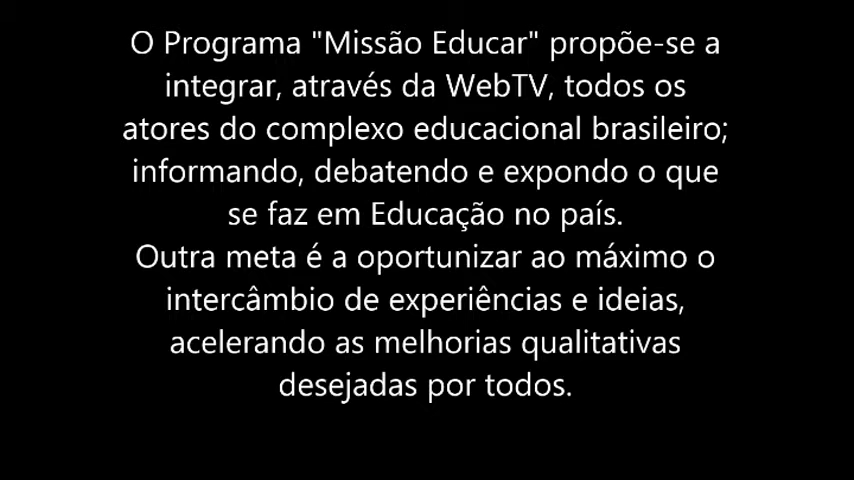 O Programa "Missão Educar" propõe-se a
integrar, através da WebTV, todos os
atores do complexo educacional brasileiro;
informando, debatendo e expondo o que
se faz em Educação no país.
Outra meta é a oportunizar ao máximo o
intercâmbio de experiências e ideias,
acelerando as melhorias qualitativas
desejadas por todos.